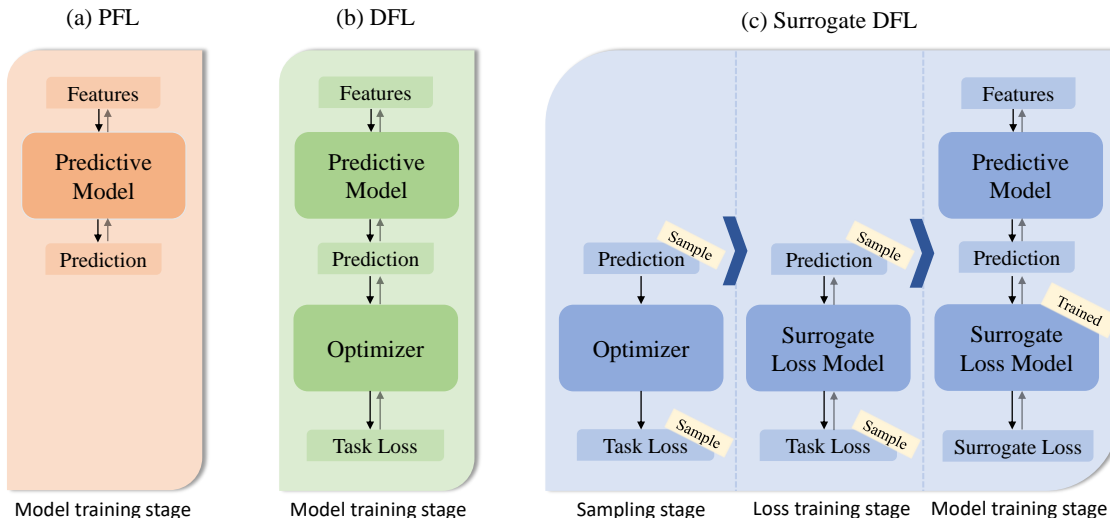 (a) PFL
Features
Predictive
Model
Prediction
Model training stage
(b) DFL
Features
Predictive
Model
Prediction
Optimizer
Task Loss
Model training stage
(c) Surrogate DFL
Prediction
Sample
Optimizer
Task Loss
Sample
Sampling stage
Prediction
Sample
Surrogate
Loss Model
Task Loss
Sample
Loss training stage
Features
Predictive
Model
Prediction
Trained
Surrogate
Loss Model
Surrogate Loss
Model training stage